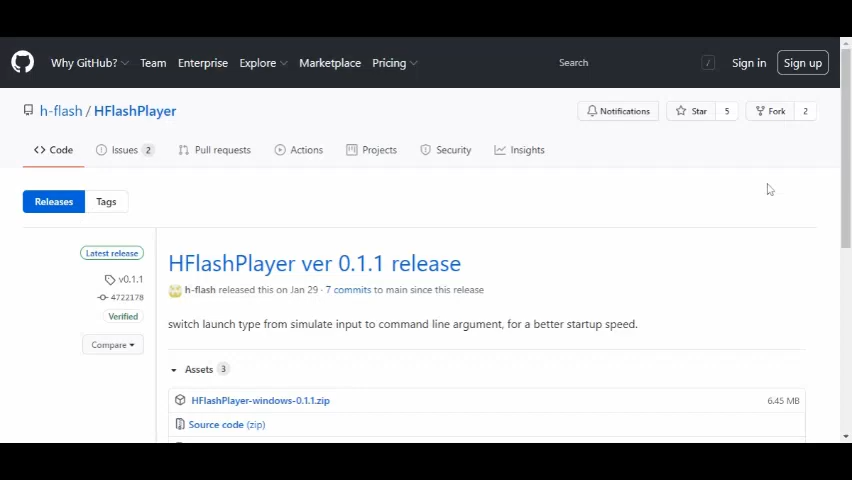 Why GitHub? Team Enterprise Explore Marketplace Pricing Search / Sign in Sign up
h-flash / HFlashPlayer Notifications Star 5 Fork 2
Code Issues 2 Pull requests Actions Projects Security Insights
Releases Tags
Latest release
v0.1.1
4722178
Verified
Compare
HFlashPlayer ver 0.1.1 release
h-flash released this on Jan 29 · 7 commits to main since this release
switch launch type from simulate input to command line argument, for a better startup speed.
Assets 3
HFlashPlayer-windows-0.1.1.zip 6.45 MB
Source code (zip)